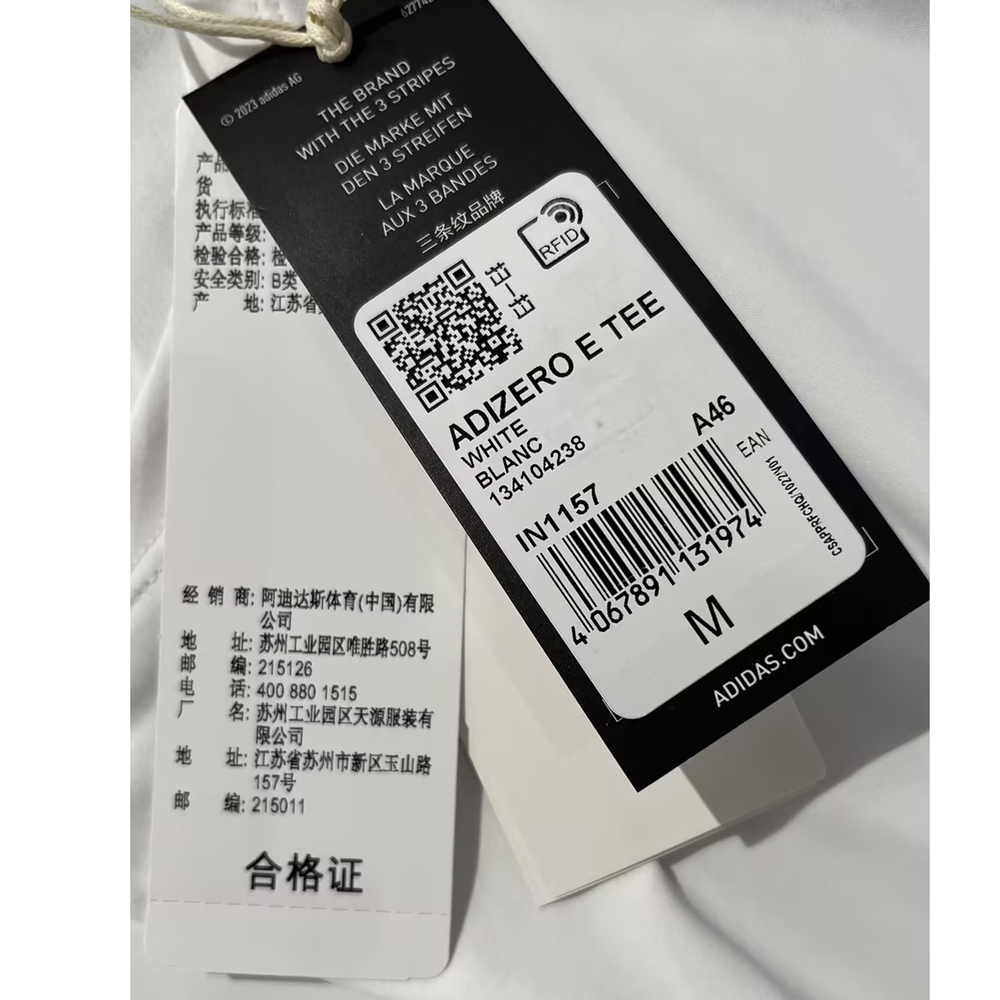 © 2023 adidas AG
THE BRAND
WITH THE 3 STRIPES
DIE MARKE MIT
DEN 3 STREIFEN
LA MARQUE
AUX 3 BANDES
三条纹品牌
RFID
ADIZERO E TEE
WHITE
BLANC
134104238
A46
IN1157
EAN
CSAPPRFCHQ/1022/V01
4 067891 131974
M
ADIDAS.COM
货
执行标准
产品等级:
检验合格: 检
安全类别: B类
产 地: 江苏省
经 销 商: 阿迪达斯体育(中国)有限
公司
地 址: 苏州工业园区唯胜路508号
邮 编: 215126
电 话: 400 880 1515
厂 名: 苏州工业园区天源服装有
限公司
地 址: 江苏省苏州市新区玉山路
157号
邮 编: 215011
合格证